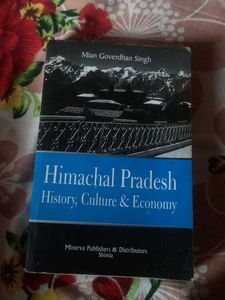 Mian Goverdhan Singh
Himachal Pradesh
History, Culture & Economy
Minerva Publishers & Distributors
Shimla